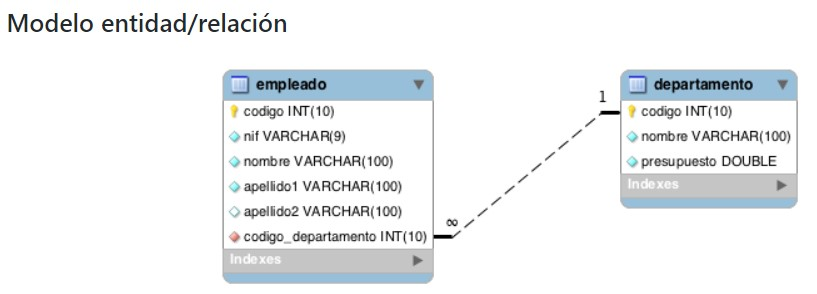 Modelo entidad/relación
empleado
codigo INT(10)
nif VARCHAR(9)
nombre VARCHAR(100)
apellido1 VARCHAR(100)
apellido2 VARCHAR(100)
codigo_departamento INT(10)
Indexes
∞
1
departamento
codigo INT(10)
nombre VARCHAR(100)
presupuesto DOUBLE
Indexes